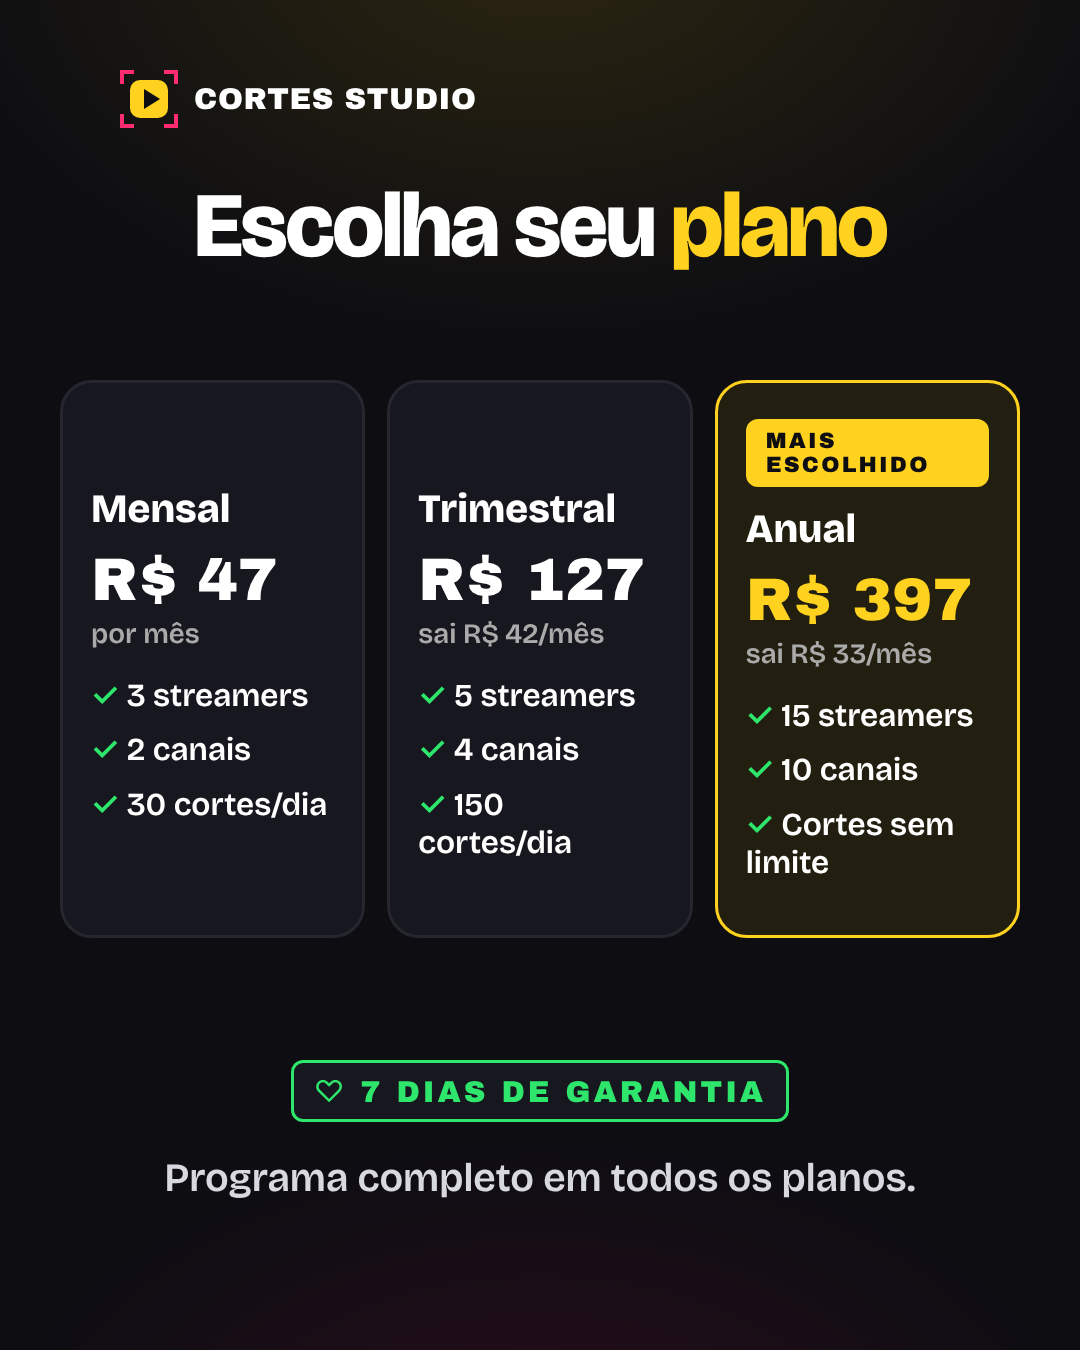 CORTES STUDIO
Escolha seu plano
Mensal
R$ 47
por mês
✓ 3 streamers
✓ 2 canais
✓ 30 cortes/dia
Trimestral
R$ 127
sai R$ 42/mês
✓ 5 streamers
✓ 4 canais
✓ 150
cortes/dia
MAIS
ESCOLHIDO
Anual
R$ 397
sai R$ 33/mês
✓ 15 streamers
✓ 10 canais
✓ Cortes sem
limite
♡ 7 DIAS DE GARANTIA
Programa completo em todos os planos.